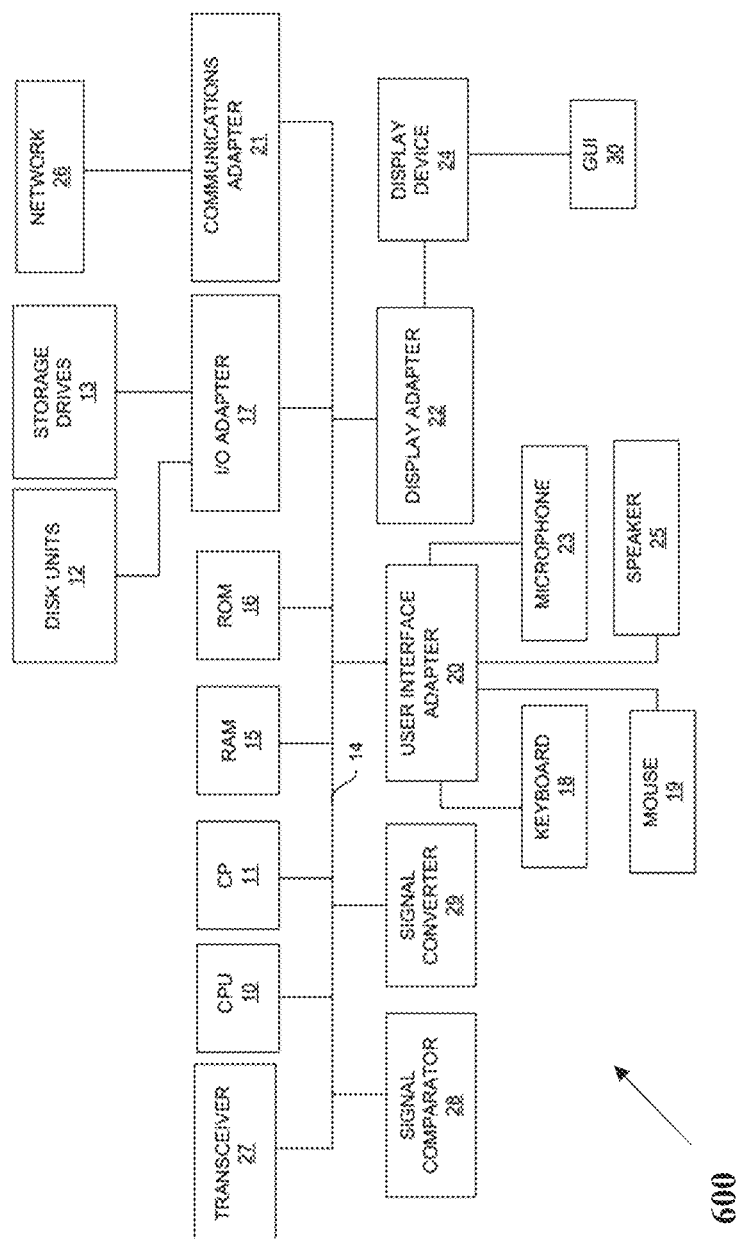 DISK UNITS
12
STORAGE
DRIVES
13
NETWORK
26
TRANSCEIVER
27
CPU
10
CP
11
RAM
15
ROM
16
I/O ADAPTER
17
COMMUNICATIONS
ADAPTER
21
14
SIGNAL
COMPARATOR
28
SIGNAL
CONVERTER
29
USER INTERFACE
ADAPTER
20
DISPLAY ADAPTER
22
DISPLAY
DEVICE
24
KEYBOARD
18
MICROPHONE
23
GUI
30
MOUSE
19
SPEAKER
25
600